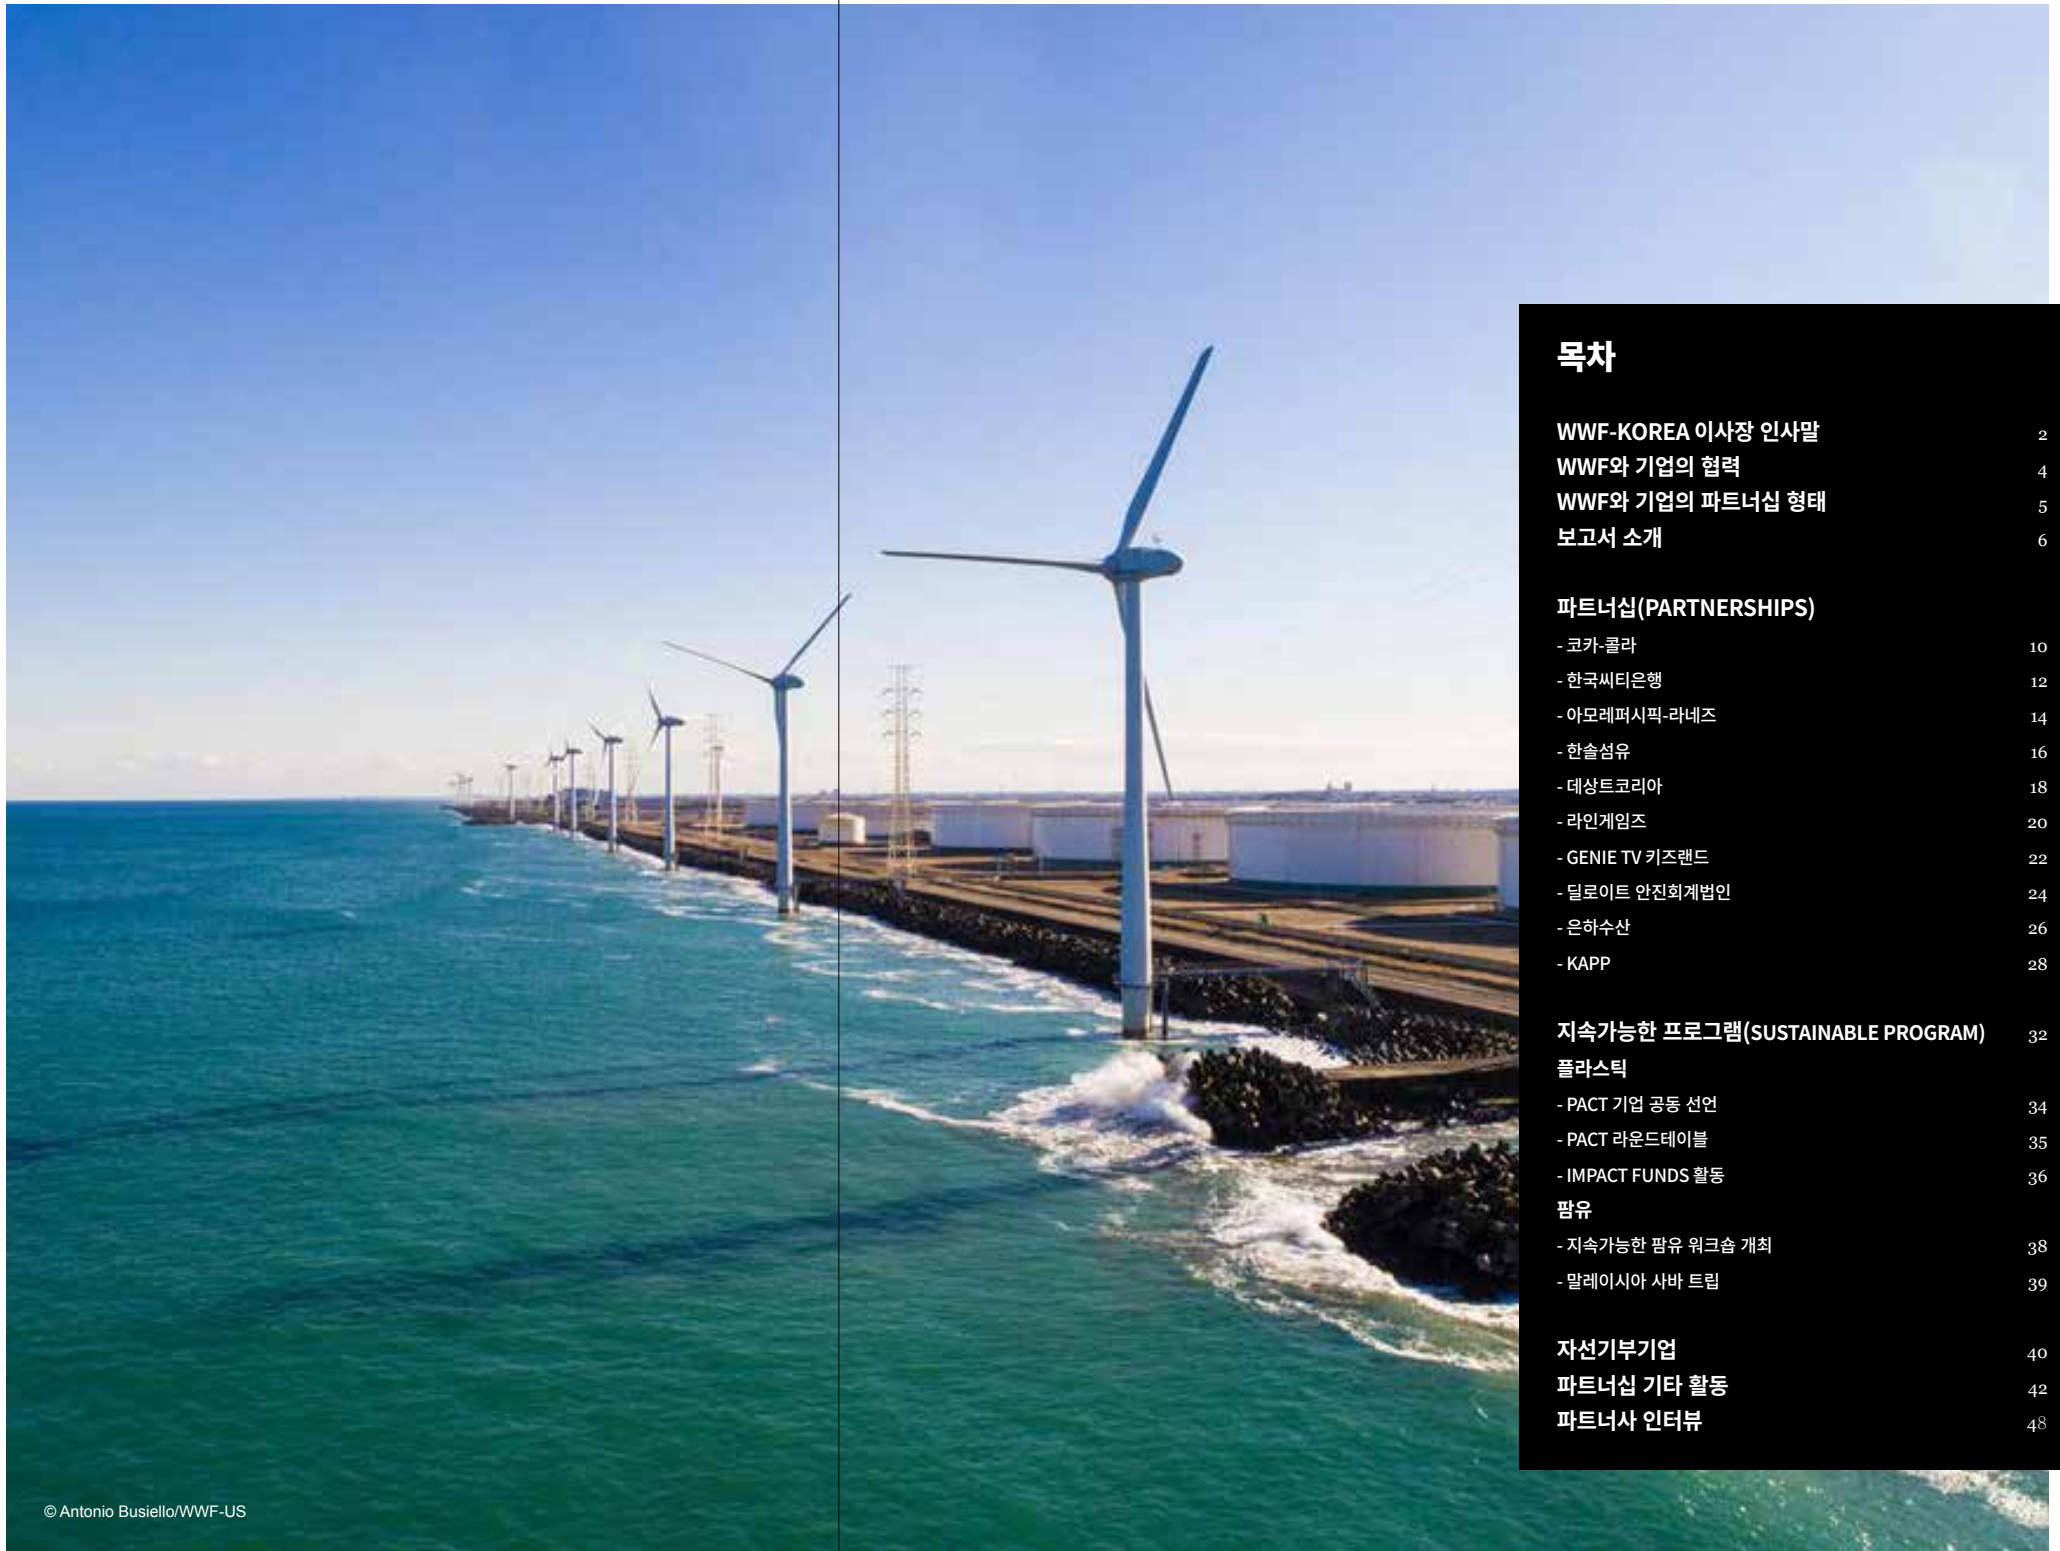 목차
WWF-KOREA 이사장 인사말 2
WWF와 기업의 협력 4
WWF와 기업의 파트너십 형태 5
보고서 소개 6
파트너십(PARTNERSHIPS)
- 코카-콜라 10
- 한국씨티은행 12
- 아모레퍼시픽-라네즈 14
- 한솔섬유 16
- 데상트코리아 18
- 라인게임즈 20
- GENIE TV 키즈랜드 22
- 딜로이트 안진회계법인 24
- 은하수산 26
- KAPP 28
지속가능한 프로그램(SUSTAINABLE PROGRAM) 32
플라스틱
- PACT 기업 공동 선언 34
- PACT 라운드테이블 35
- IMPACT FUNDS 활동 36
팜유
- 지속가능한 팜유 워크숍 개최 38
- 말레이시아 사바 트립 39
자선기부기업 40
파트너십 기타 활동 42
파트너사 인터뷰 48
© Antonio Busiello/WWF-US